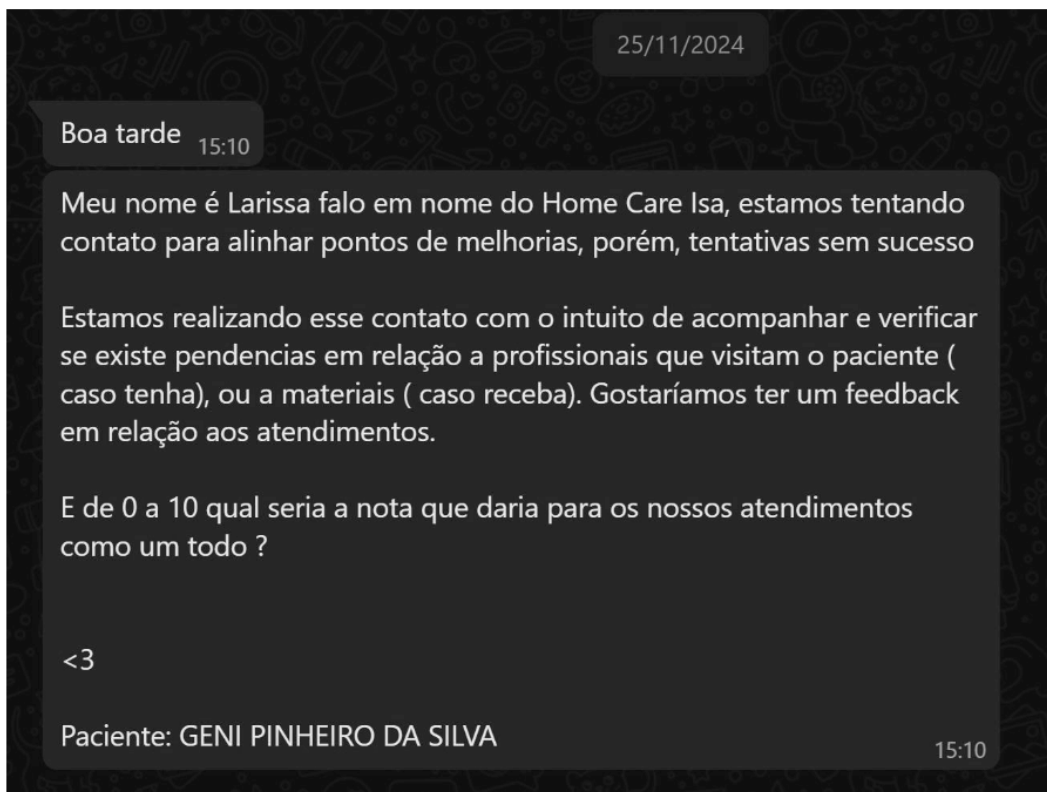 25/11/2024
Boa tarde 15:10
Meu nome é Larissa falo em nome do Home Care Isa, estamos tentando
contato para alinhar pontos de melhorias, porém, tentativas sem sucesso
Estamos realizando esse contato com o intuito de acompanhar e verificar
se existe pendencias em relação a profissionais que visitam o paciente (
caso tenha), ou a materiais ( caso receba). Gostaríamos ter um feedback
em relação aos atendimentos.
E de 0 a 10 qual seria a nota que daria para os nossos atendimentos
como um todo ?
<3
Paciente: GENI PINHEIRO DA SILVA
15:10